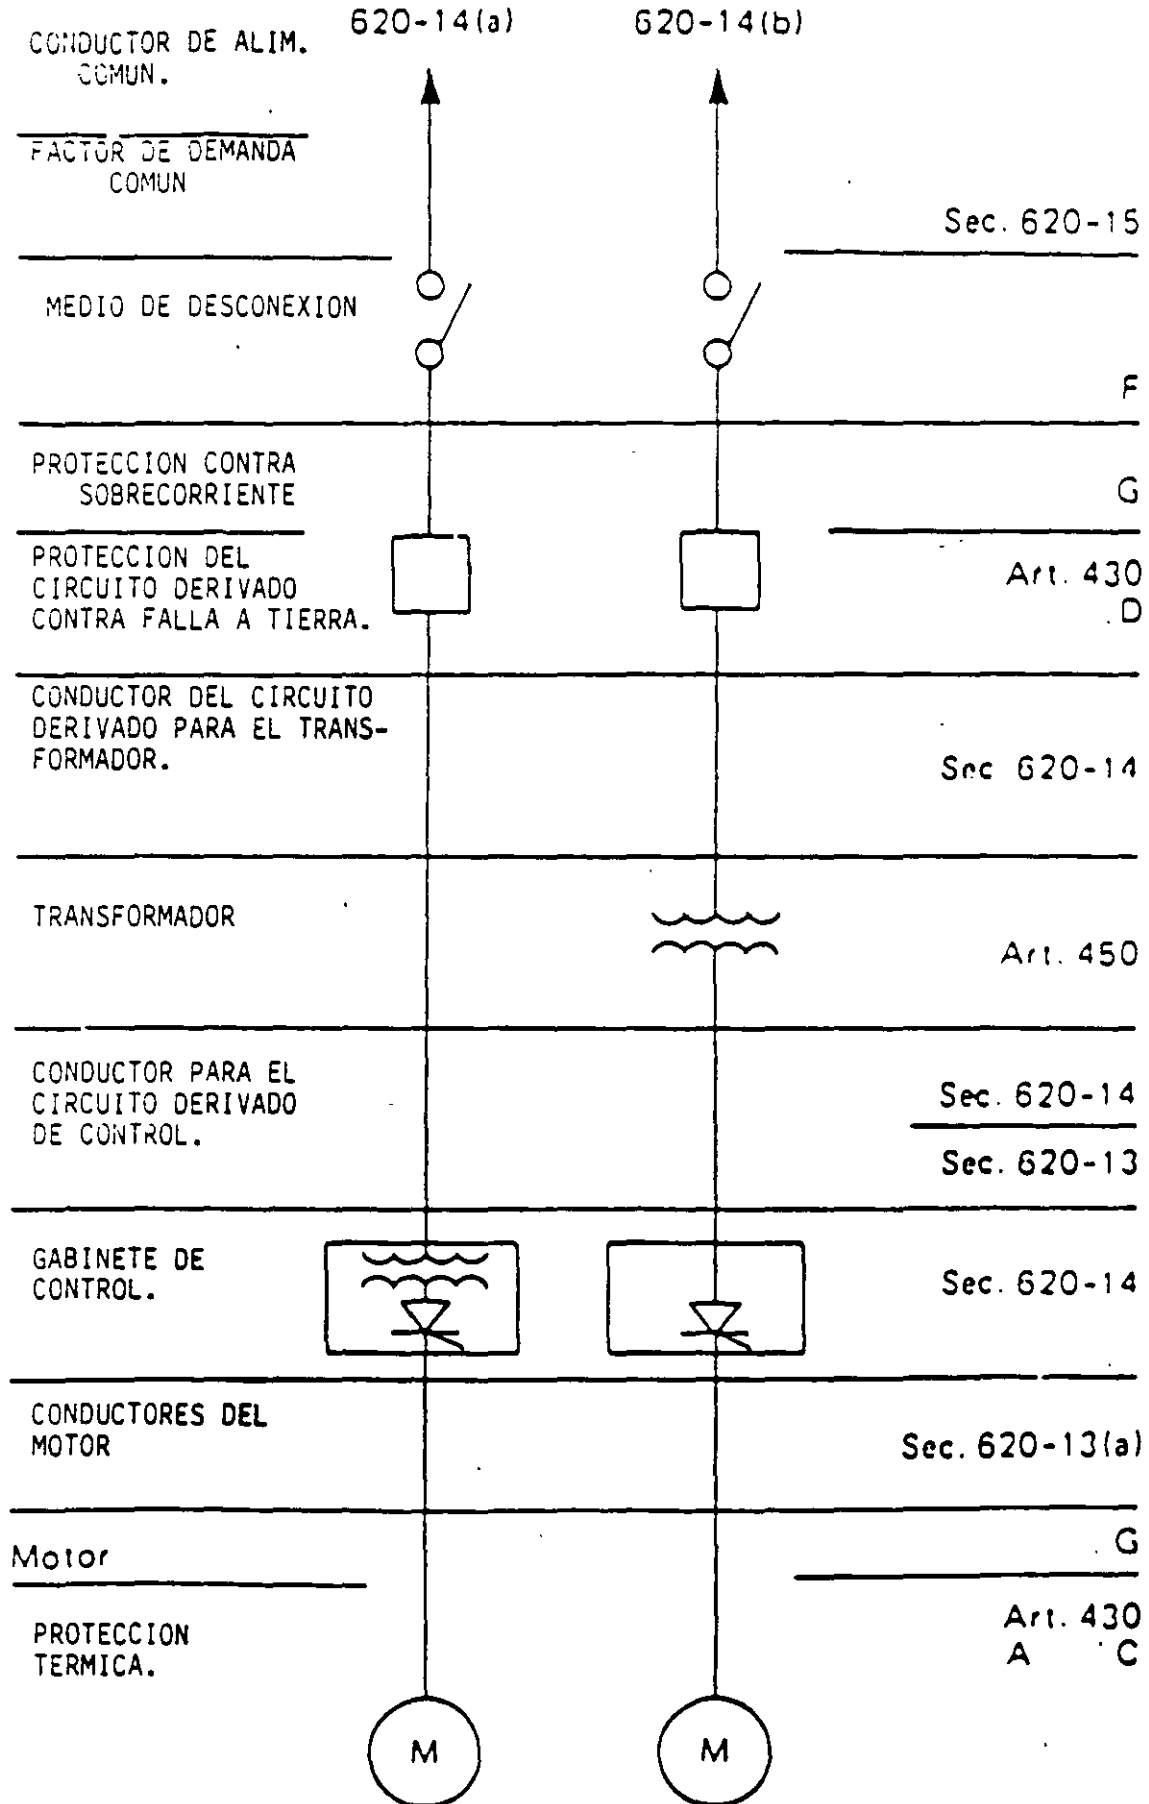 620-14(a)
620-14(b)
CONDUCTOR DE ALIM.
COMUN.
FACTOR DE DEMANDA
COMUN
Sec. 620-15
MEDIO DE DESCONEXION
F
PROTECCION CONTRA
SOBRECORRIENTE
G
PROTECCION DEL
CIRCUITO DERIVADO
CONTRA FALLA A TIERRA.
Art. 430
D
CONDUCTOR DEL CIRCUITO
DERIVADO PARA EL TRANS-
FORMADOR.
Sec 620-14
TRANSFORMADOR
Art. 450
CONDUCTOR PARA EL
CIRCUITO DERIVADO
DE CONTROL.
Sec. 620-14
Sec. 620-13
GABINETE DE
CONTROL.
Sec. 620-14
CONDUCTORES DEL
MOTOR
Sec. 620-13(a)
Motor
G
PROTECCION
TERMICA.
Art. 430
A C
M
M